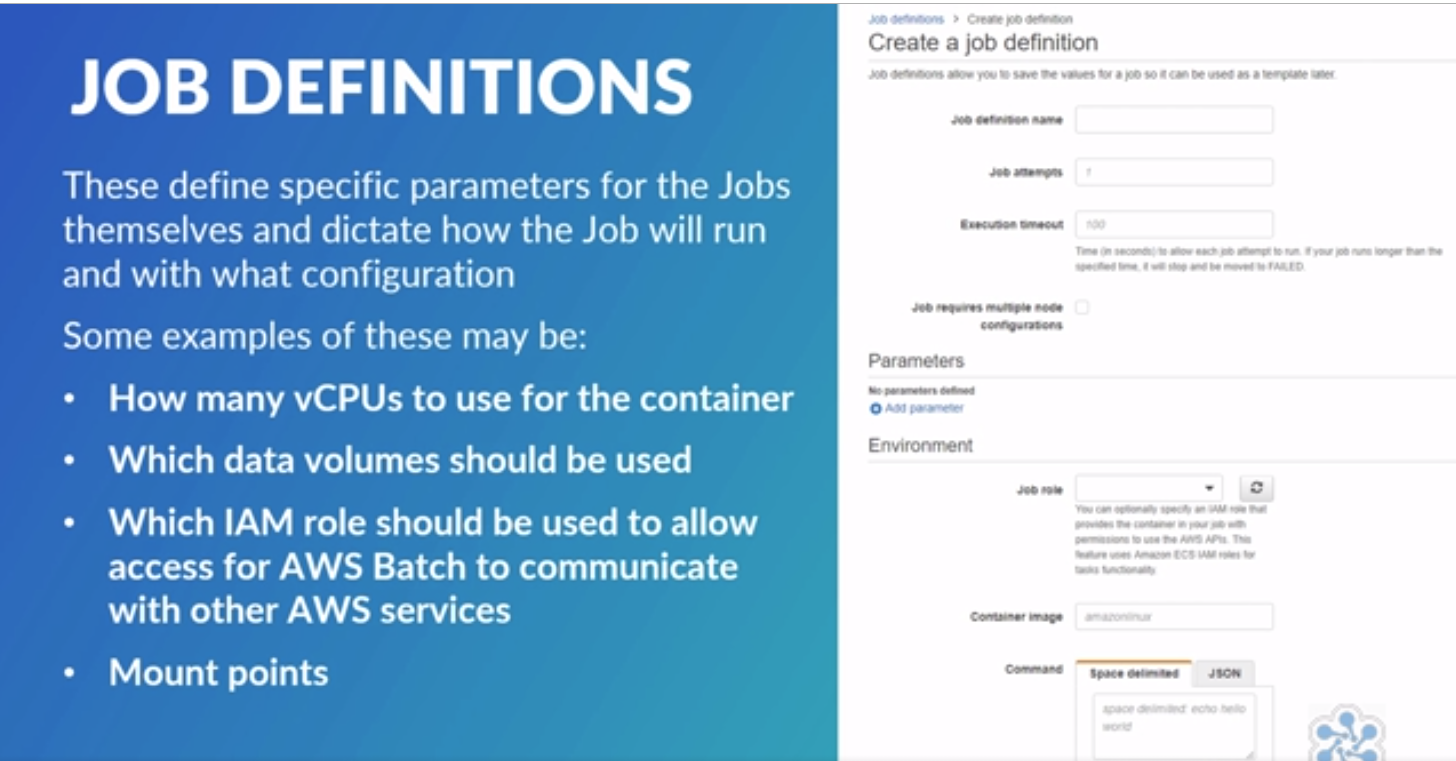 JOB DEFINITIONS
These define specific parameters for the Jobs
themselves and dictate how the Job will run
and with what configuration
Some examples of these may be:
• How many vCPUs to use for the container
• Which data volumes should be used
• Which IAM role should be used to allow
access for AWS Batch to communicate
with other AWS services
• Mount points
Job definitions > Create job definition
Create a job definition
Job definitions allow you to save the values for a job so it can be used as a template later.
Job definition name
Job attempts
1
Execution timeout
100
Time (in seconds) to allow each job attempt to run. If your job runs longer than the
specified time, it will stop and be moved to FAILED.
Job requires multiple node
configurations
Parameters
No parameters defined
Add parameter
Environment
Job role
You can optionally specify an IAM role that
provides the container in your job with
permissions to use the AWS APIs. This
feature uses Amazon ECS IAM roles for
tasks functionality.
Container image
amazonlinux
Command
Space delimited
JSON
space delimited: echo hello
world